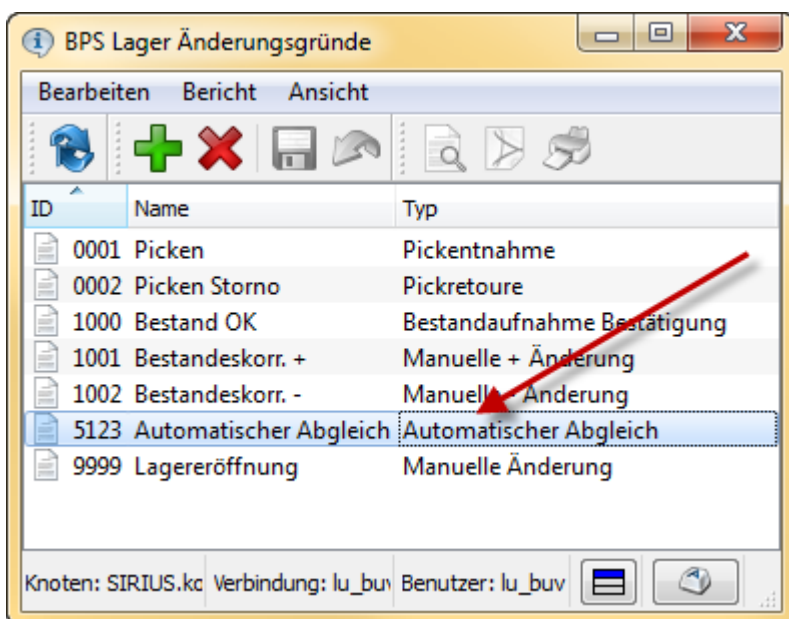 BPS Lager Änderungsgründe
Bearbeiten Bericht Ansicht
ID Name Typ
0001 Picken Pickentnahme
0002 Picken Storno Pickretoure
1000 Bestand OK Bestandaufnahme Bestätigung
1001 Bestandeskorr. + Manuelle + Änderung
1002 Bestandeskorr. - Manuelle - Änderung
5123 Automatischer Abgleich Automatischer Abgleich
9999 Lagereröffnung Manuelle Änderung
Knoten: SIRIUS.ko Verbindung: lu_buv Benutzer: lu_buv